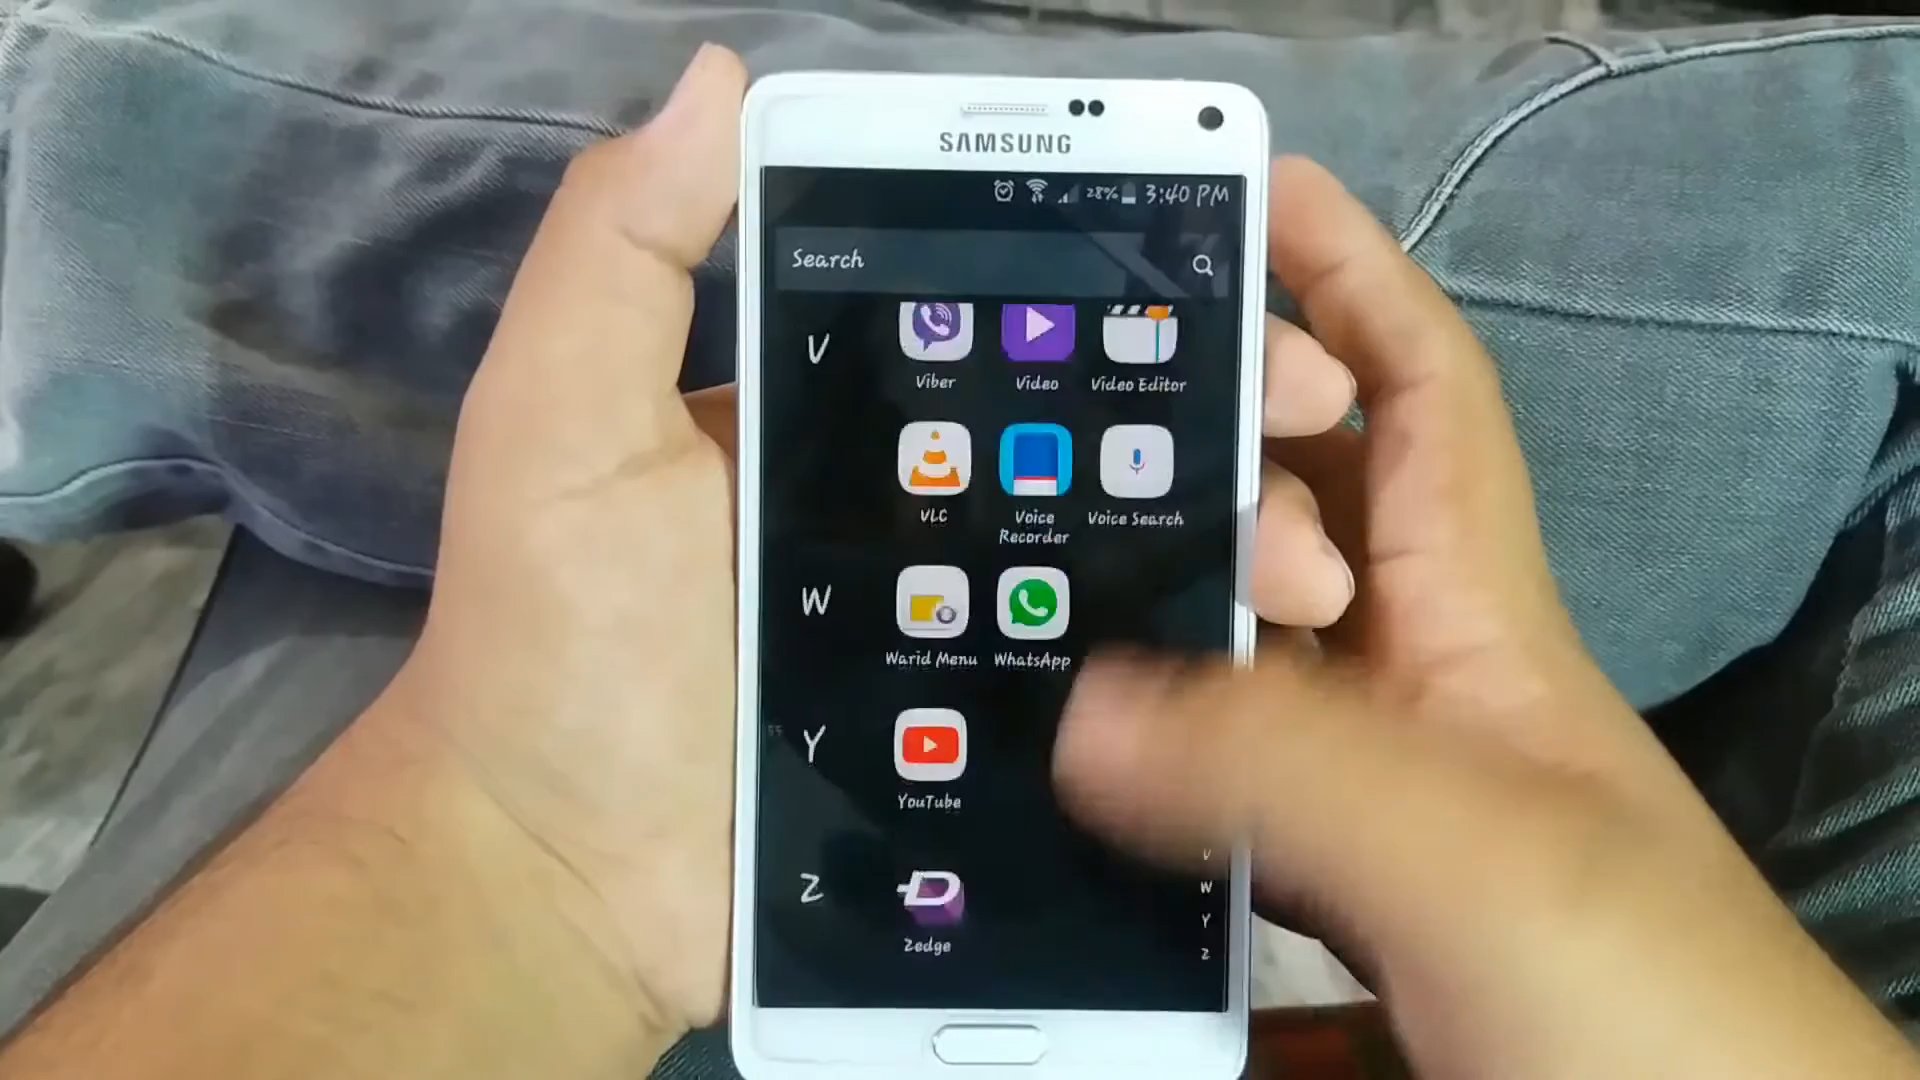 SAMSUNG
28% 3:40 PM
Search
V
Viber Video Video Editor
VLC Voice Recorder Voice Search
W
Warid Menu WhatsApp
Y
YouTube
Z
Zedge
V
W
Y
Z